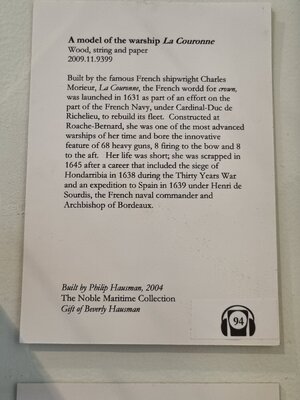 A model of the warship La Couronne
Wood, string and paper
2009.11.9399
Built by the famous French shipwright Charles
Morieur, La Couronne, the French wordd for crown,
was launched in 1631 as part of an effort on the
part of the French Navy, under Cardinal-Duc de
Richelieu, to rebuild its fleet. Constructed at
Roache-Bernard, she was one of the most advanced
warships of her time and bore the innovative
feature of 68 heavy guns, 8 firing to the bow and 8
to the aft. Her life was short; she was scrapped in
1645 after a career that included the siege of
Hondarribia in 1638 during the Thirty Years War
and an expedition to Spain in 1639 under Henri de
Sourdis, the French naval commander and
Archbishop of Bordeaux.
Built by Philip Hausman, 2004
The Noble Maritime Collection
Gift of Beverly Hausman
94